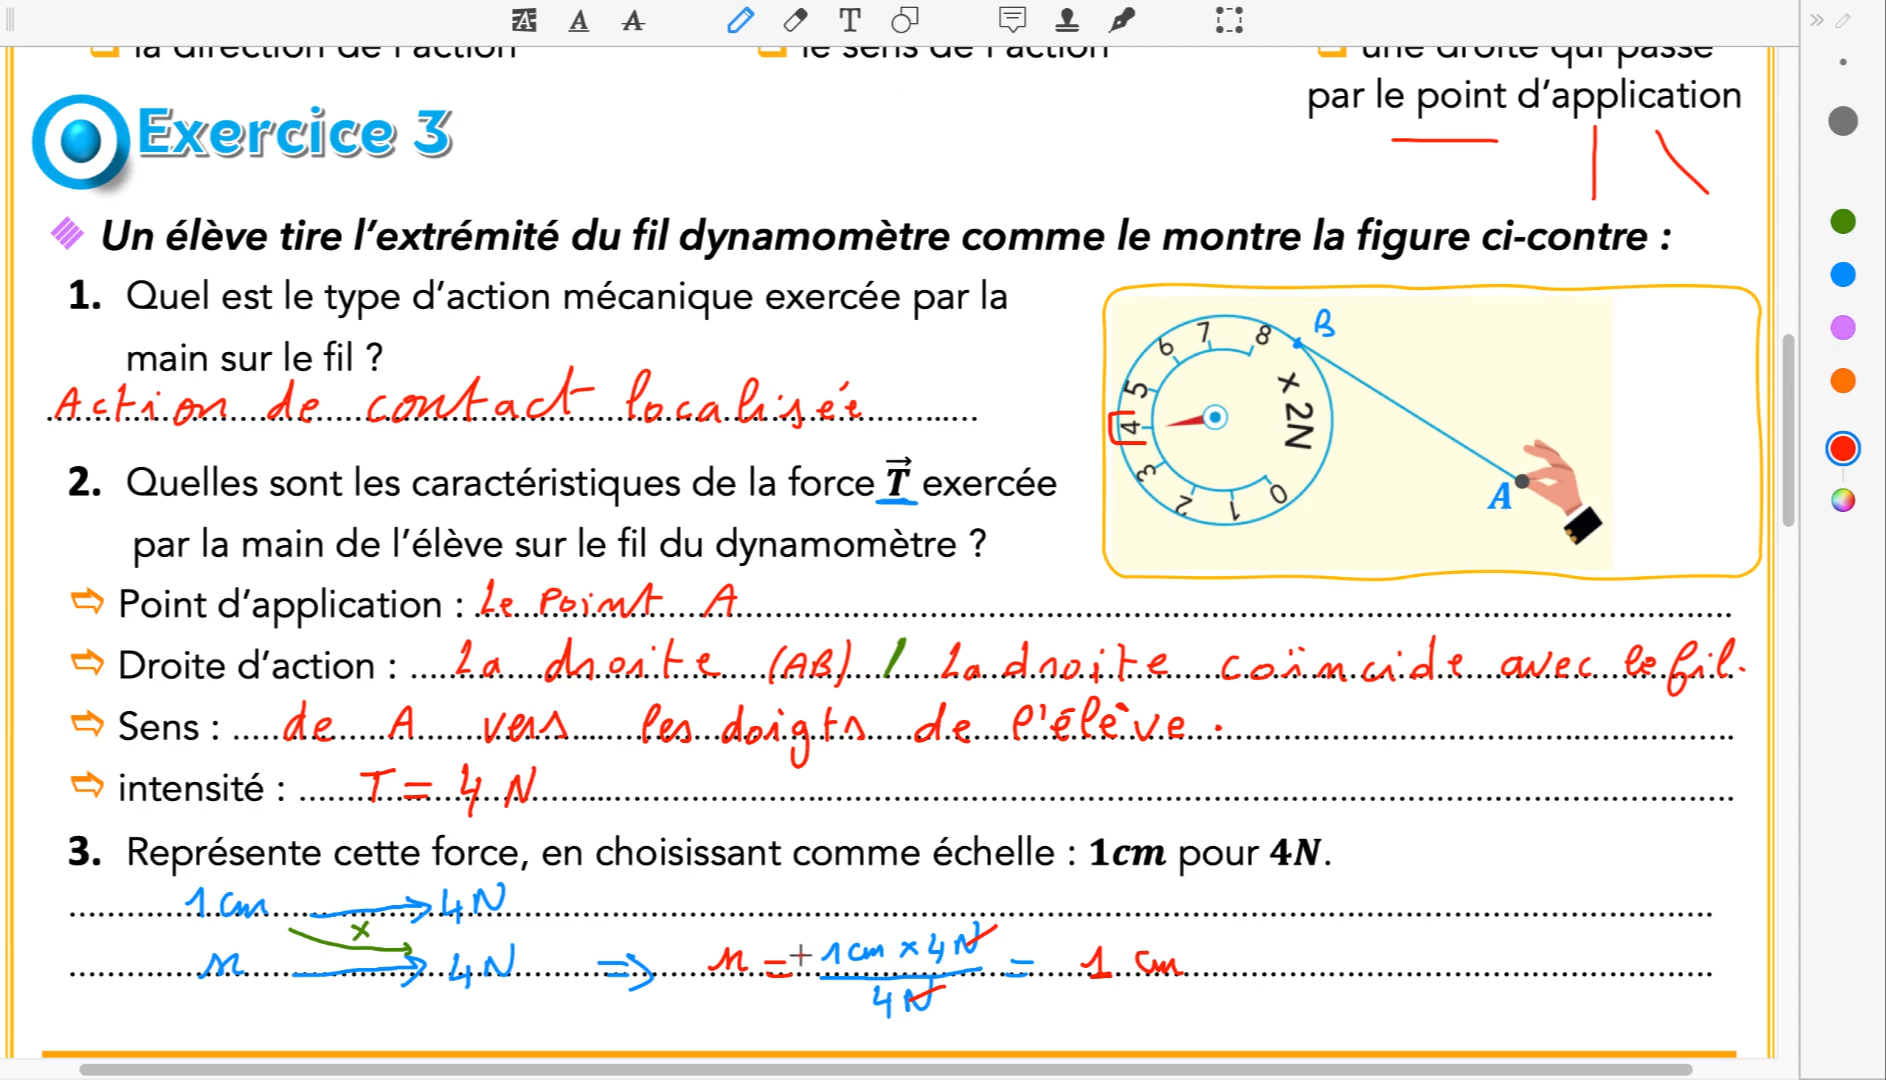 la direction de l'action
le sens de l'action
une droite qui passe
par le point d'application
Exercice 3
Un élève tire l'extrémité du fil dynamomètre comme le montre la figure ci-contre :
1. Quel est le type d'action mécanique exercée par la
main sur le fil ?
Action de contact localisée
2. Quelles sont les caractéristiques de la force T exercée
par la main de l'élève sur le fil du dynamomètre ?
0 1 2 3 4 5 6 7 8
x 2N
B
A
Point d'application : Le point A
Droite d'action : La droite (AB) / La droite coïncide avec le fil.
Sens : de A vers les doigts de l'élève.
intensité : T = 4 N
3. Représente cette force, en choisissant comme échelle : 1cm pour 4N.
1 cm → 4N
x
x → 4N ⇒ x = 1 cm x 4N / 4N = 1 cm